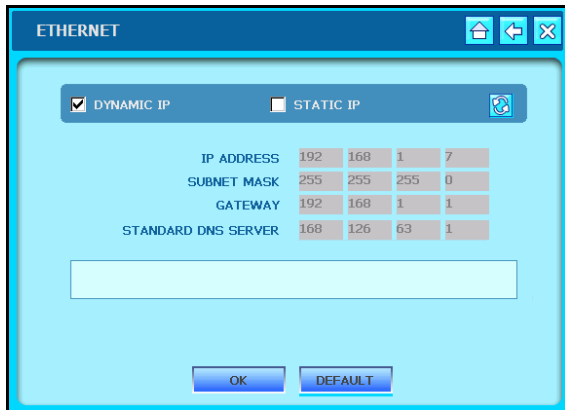 ETHERNET
DYNAMIC IP STATIC IP
IP ADDRESS 192 168 1 7
SUBNET MASK 255 255 255 0
GATEWAY 192 168 1 1
STANDARD DNS SERVER 168 126 63 1
OK DEFAULT